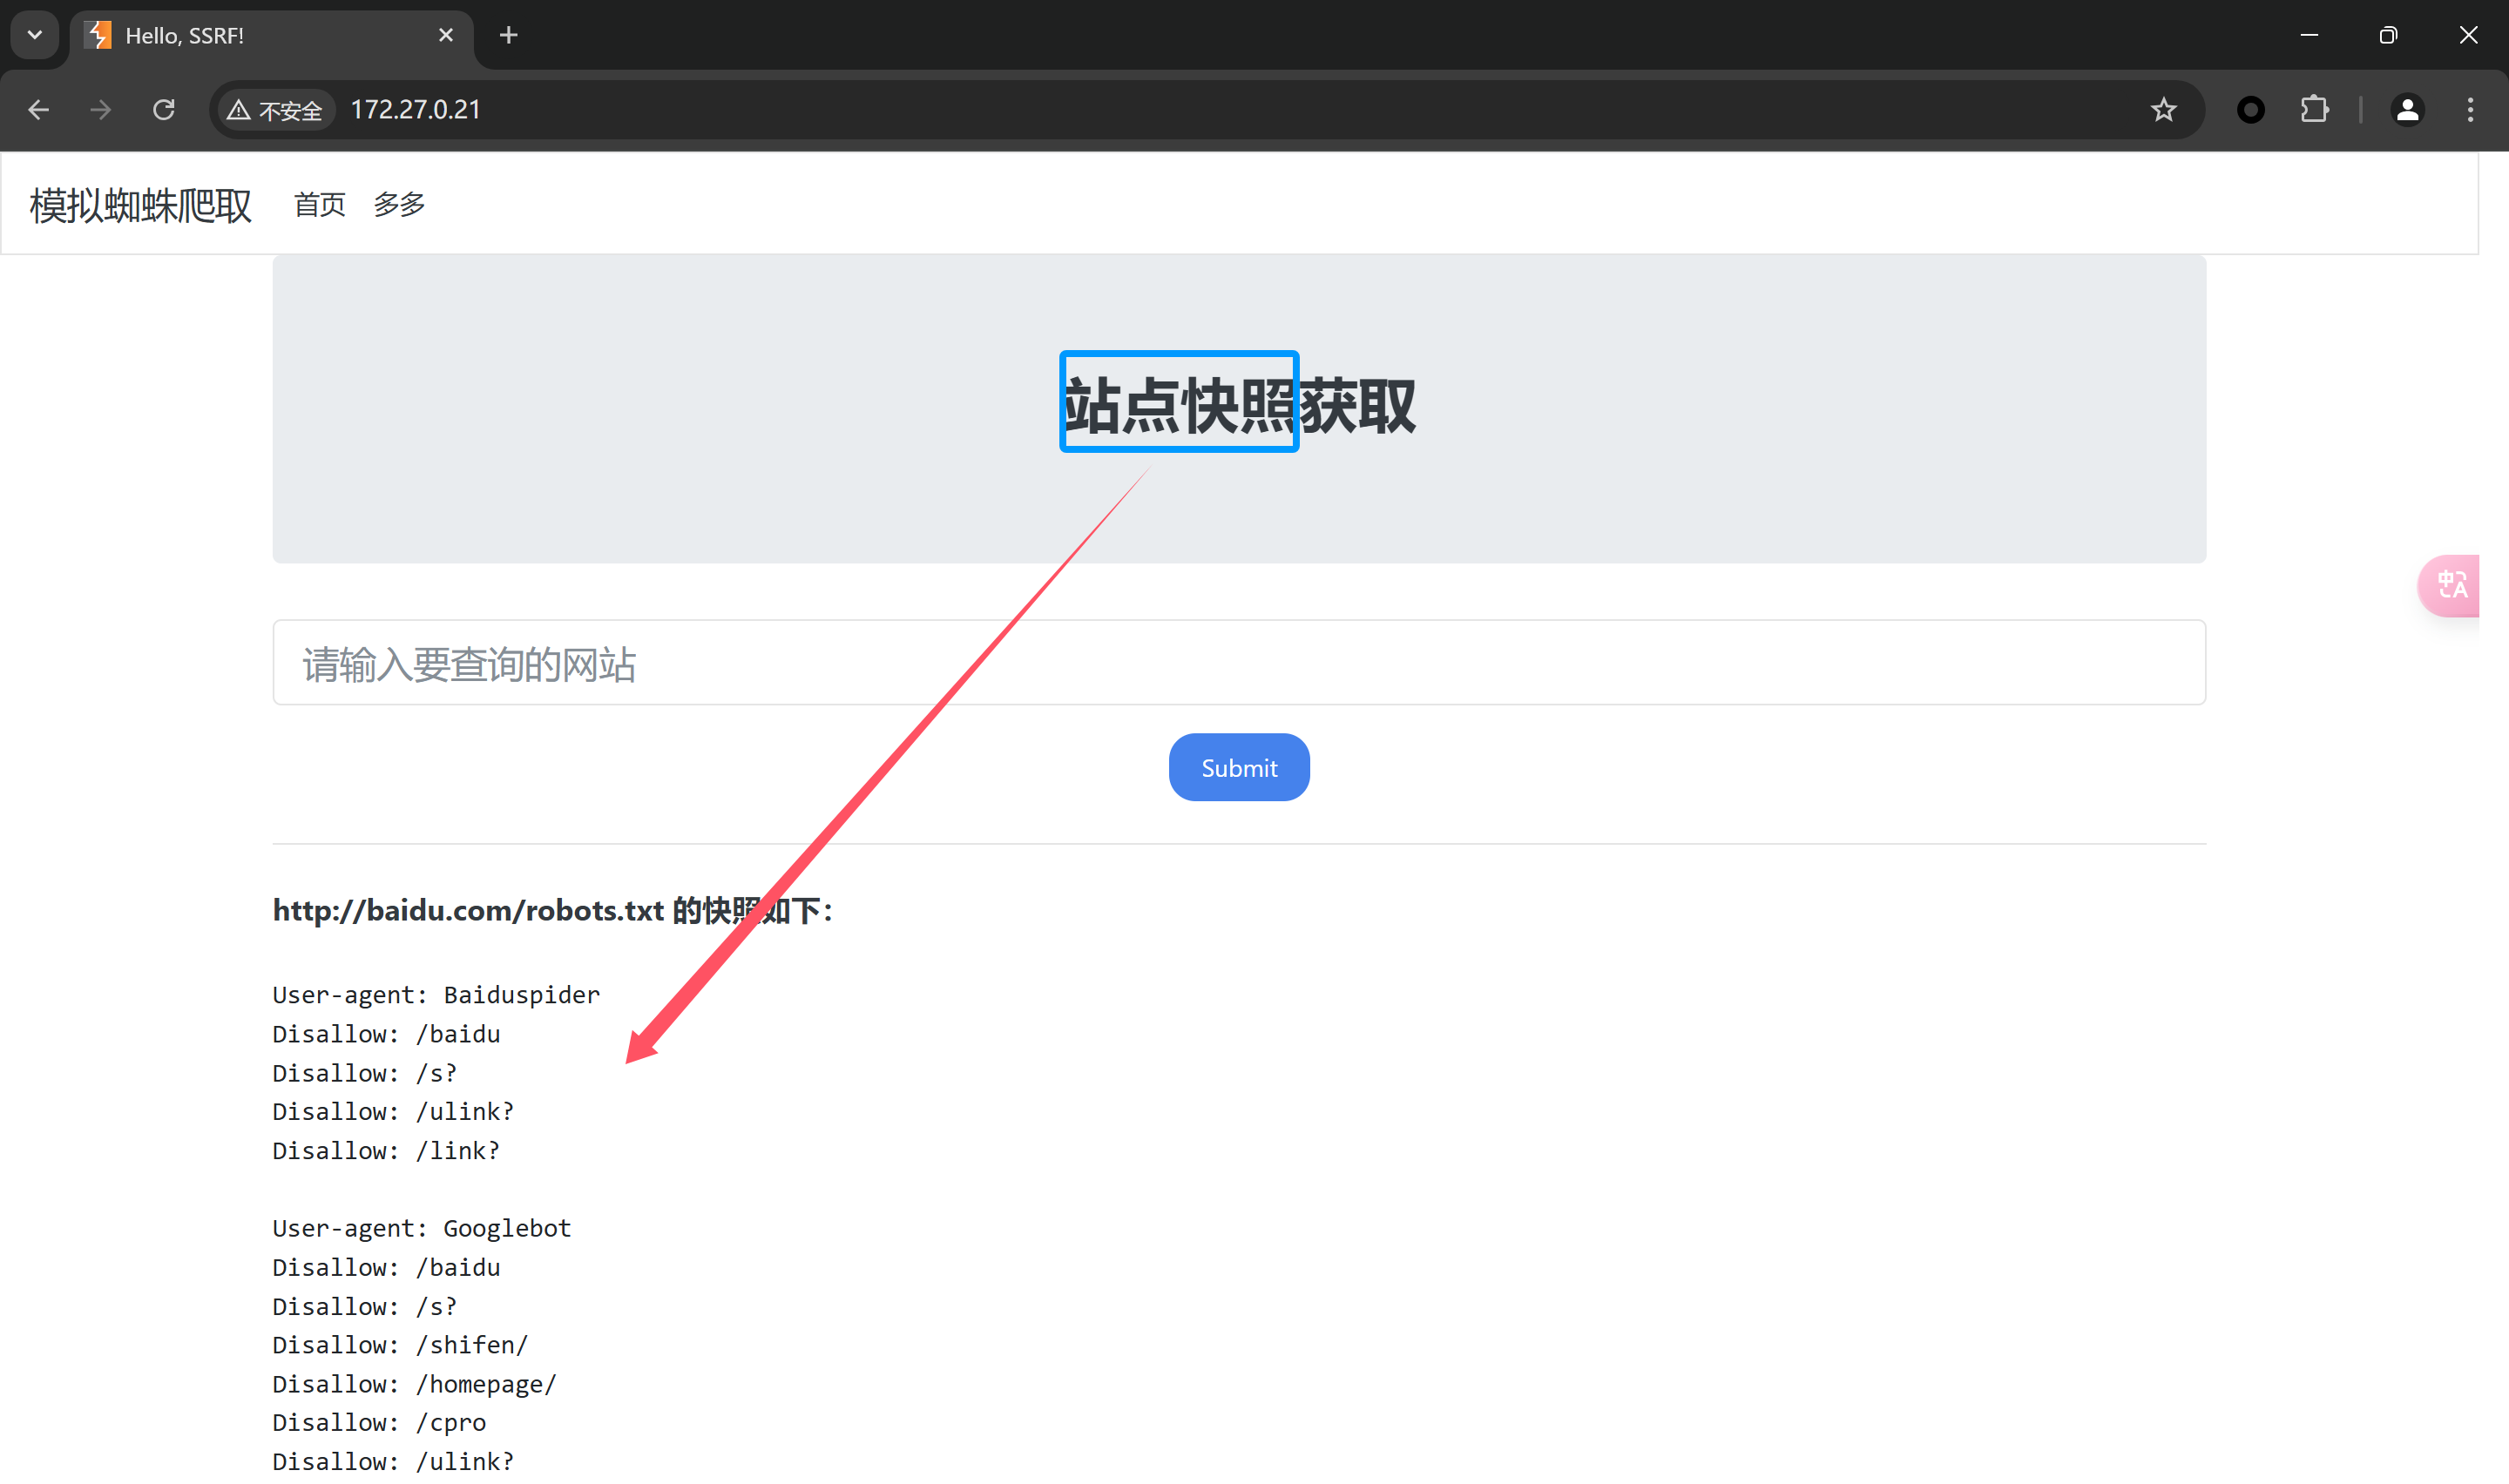 Hello, SSRF!
不安全 172.27.0.21
模拟蜘蛛爬取 首页 多多
站点快照获取
请输入要查询的网站
Submit
http://baidu.com/robots.txt 的快照如下：
User-agent: Baiduspider
Disallow: /baidu
Disallow: /s?
Disallow: /ulink?
Disallow: /link?
User-agent: Googlebot
Disallow: /baidu
Disallow: /s?
Disallow: /shifen/
Disallow: /homepage/
Disallow: /cpro
Disallow: /ulink?